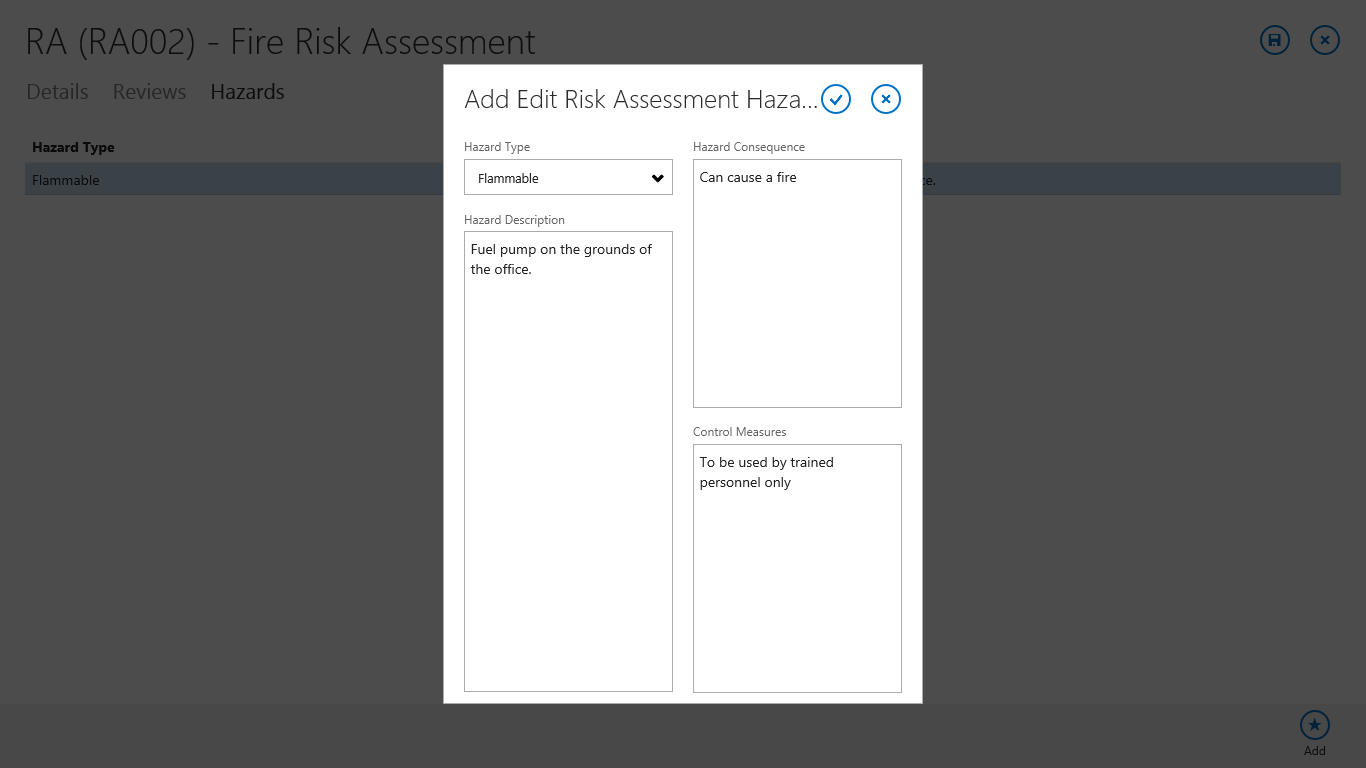 RA (RA002) - Fire Risk Assessment
Details Reviews Hazards
Hazard Type
Flammable
ce.
Add Edit Risk Assessment Haza...
Hazard Type
Flammable
Hazard Description
Fuel pump on the grounds of
the office.
Hazard Consequence
Can cause a fire
Control Measures
To be used by trained
personnel only
Add